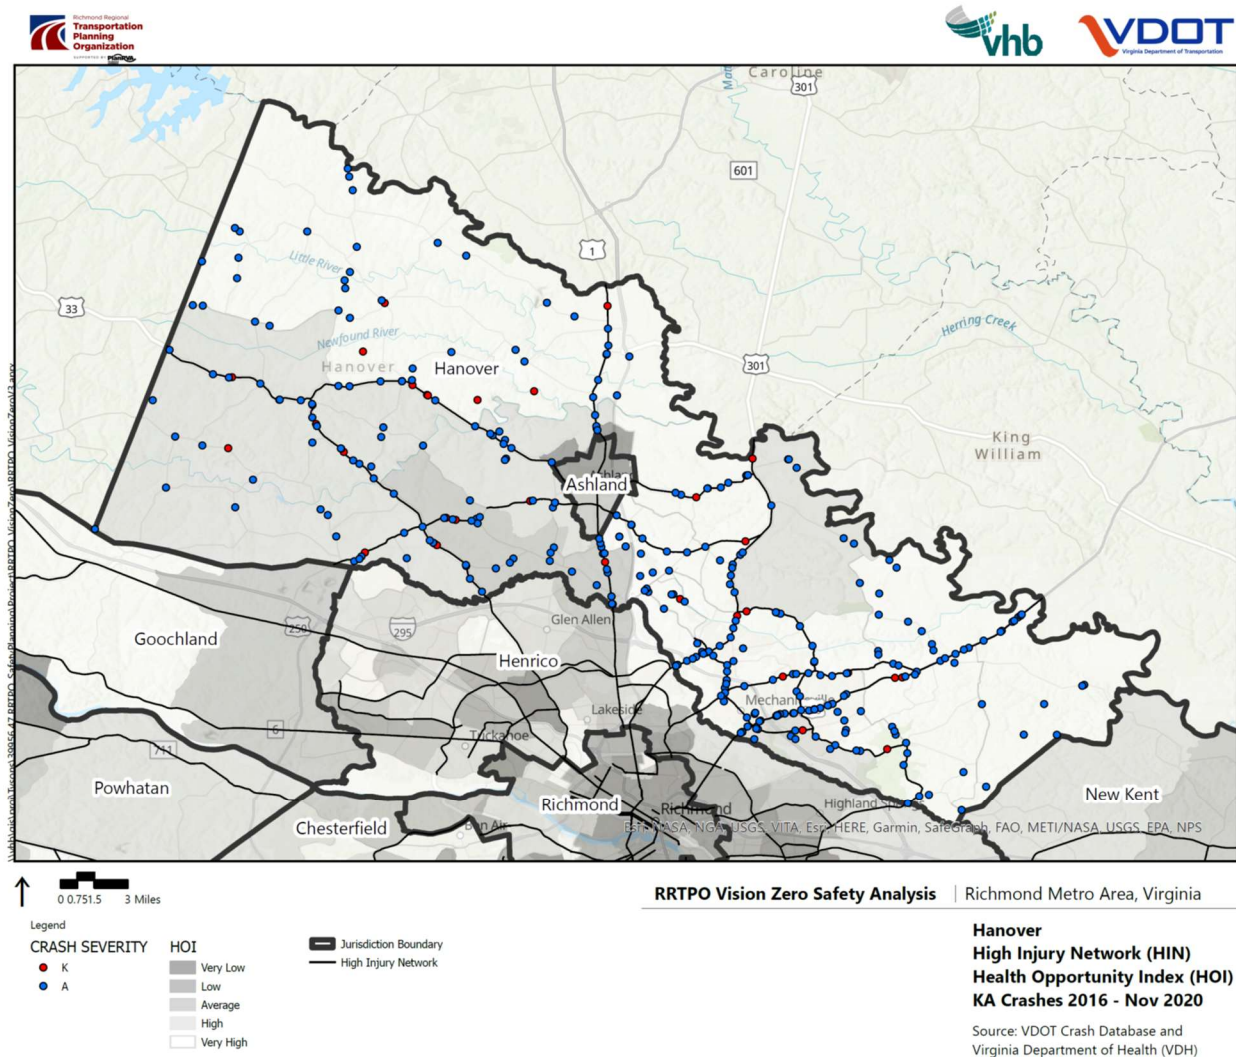 Richmond Regional
Transportation
Planning
Organization
SUPPORTED BY PlanRVA
vhb
VDOT
Virginia Department of Transportation
Caroline
301
601
1
Little River
33
Newfound River
Herring Creek
Hanover
Hanover
301
King
William
Ashland
Goochland
250
295
Glen Allen
Henrico
Lakeside
Mechanicsville
6
Tuckahoe
711
Powhatan
Richmond
Richmond
Highland Springs
New Kent
Chesterfield
Bon Air
Esri, NASA, NGA, USGS, VITA, Esri, HERE, Garmin, SafeGraph, FAO, METI/NASA, USGS, EPA, NPS
0 0.751.5 3 Miles
RRTPO Vision Zero Safety Analysis | Richmond Metro Area, Virginia
Legend
CRASH SEVERITY
K
A
HOI
Very Low
Low
Average
High
Very High
Jurisdiction Boundary
High Injury Network
Hanover
High Injury Network (HIN)
Health Opportunity Index (HOI)
KA Crashes 2016 - Nov 2020
Source: VDOT Crash Database and
Virginia Department of Health (VDH)